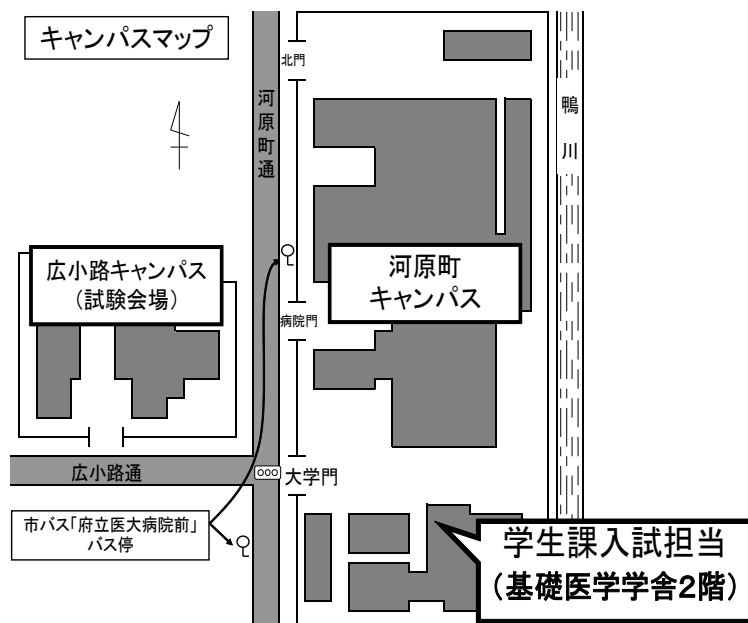 キャンパスマップ
北門
河原町通
鴨川
広小路キャンパス
（試験会場）
河原町
キャンパス
病院門
広小路通
大学門
市バス「府立医大病院前」
バス停
学生課入試担当
（基礎医学学舎2階）